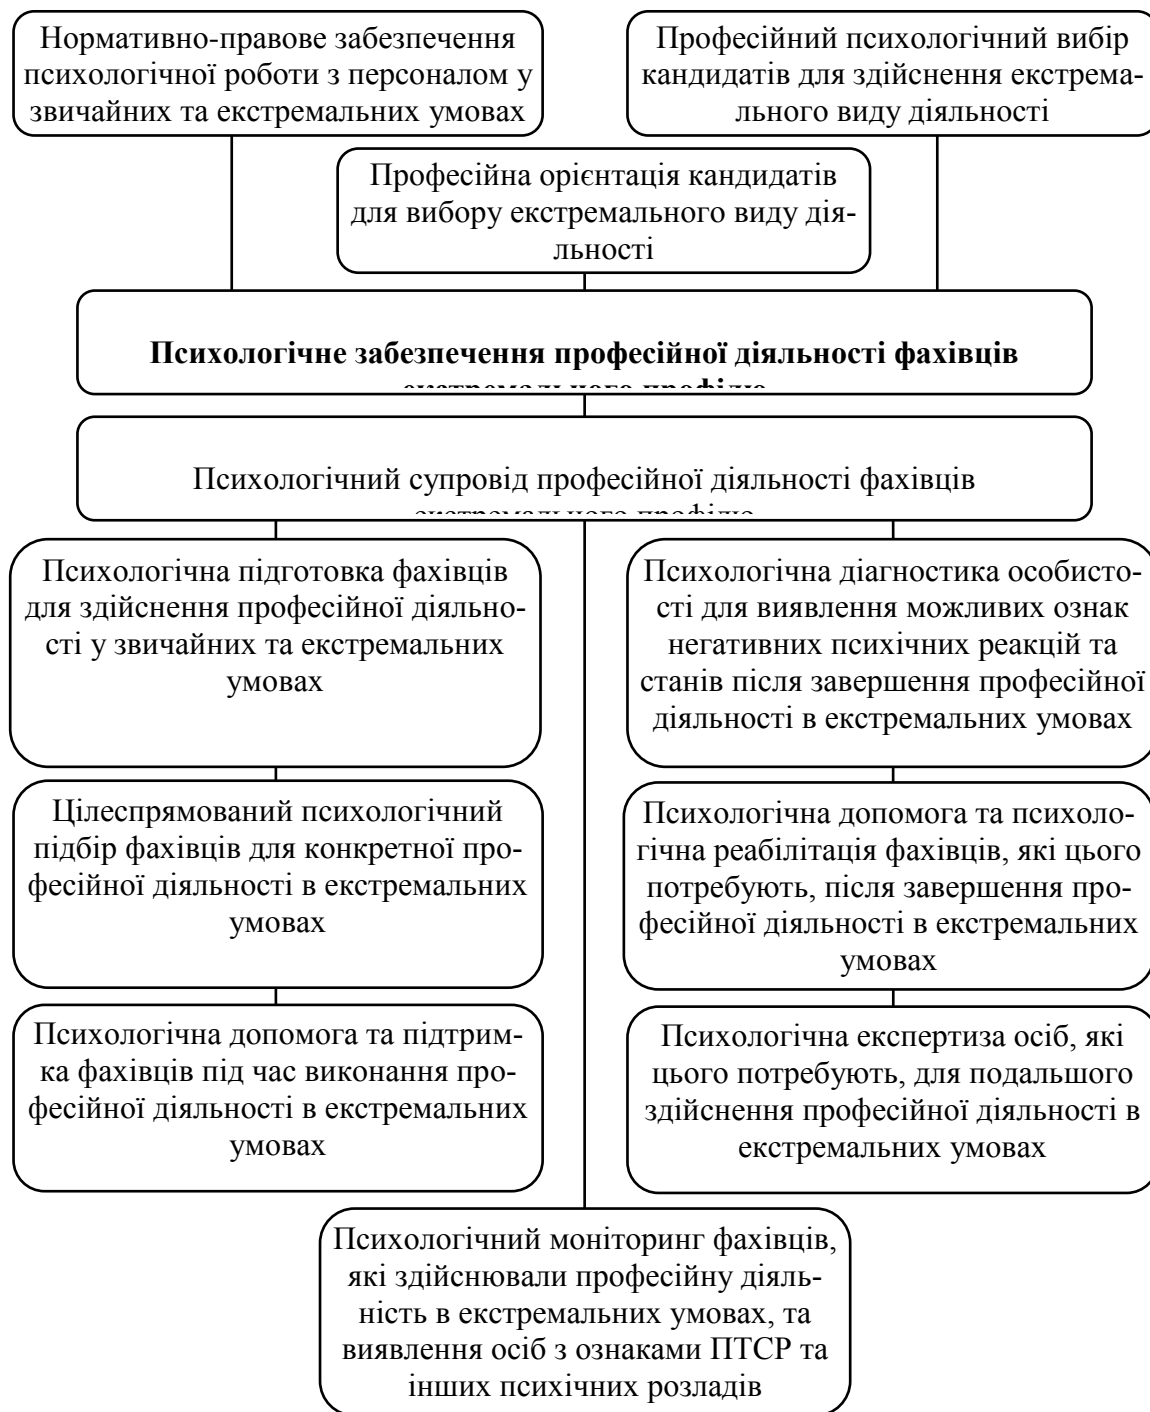 Нормативно-правове забезпечення
психологічної роботи з персоналом у
звичайних та екстремальних умовах
Професійний психологічний вибір
кандидатів для здійснення екстрема-
льного виду діяльності
Професійна орієнтація кандидатів
для вибору екстремального виду дія-
льності
Психологічне забезпечення професійної діяльності фахівців
екстремального профілю
Психологічний супровід професійної діяльності фахівців
екстремального профілю
Психологічна підготовка фахівців
для здійснення професійної діяльно-
сті у звичайних та екстремальних
умовах
Психологічна діагностика особисто-
сті для виявлення можливих ознак
негативних психічних реакцій та
станів після завершення професійної
діяльності в екстремальних умовах
Цілеспрямований психологічний
підбір фахівців для конкретної про-
фесійної діяльності в екстремальних
умовах
Психологічна допомога та психоло-
гічна реабілітація фахівців, які цього
потребують, після завершення про-
фесійної діяльності в екстремальних
умовах
Психологічна допомога та підтрим-
ка фахівців під час виконання про-
фесійної діяльності в екстремальних
умовах
Психологічна експертиза осіб, які
цього потребують, для подальшого
здійснення професійної діяльності в
екстремальних умовах
Психологічний моніторинг фахівців,
які здійснювали професійну діяль-
ність в екстремальних умовах, та
виявлення осіб з ознаками ПТСР та
інших психічних розладів